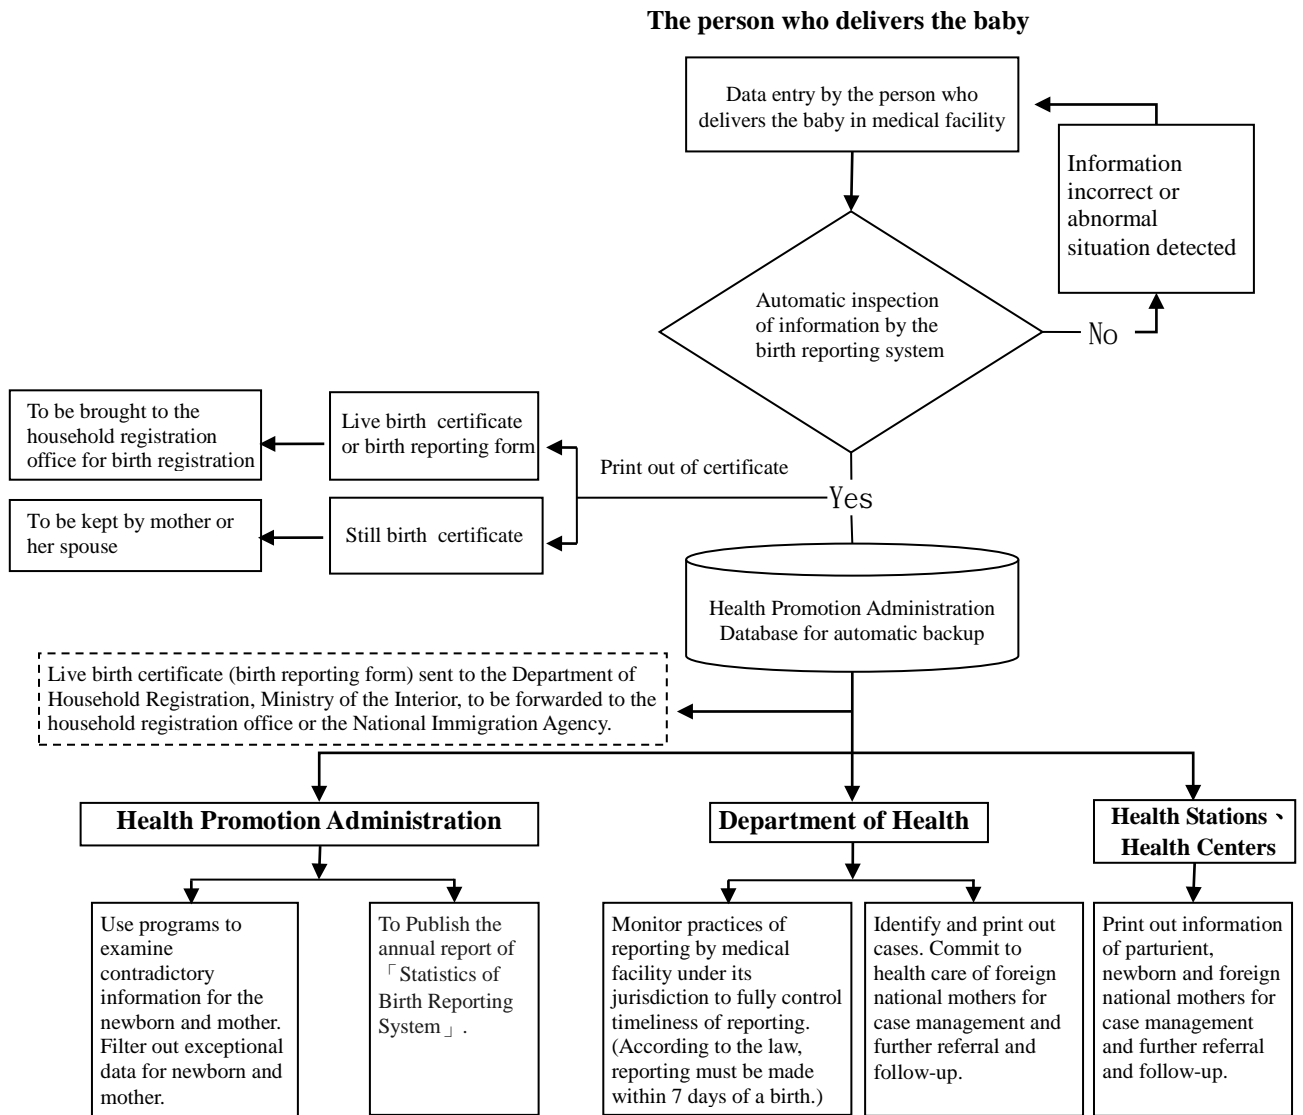 The person who delivers the baby
Data entry by the person who
delivers the baby in medical facility
Information
incorrect or
abnormal
situation detected
Automatic inspection
of information by the
birth reporting system
No
To be brought to the
household registration
office for birth registration
Live birth certificate
or birth reporting form
Print out of certificate
Yes
To be kept by mother or
her spouse
Still birth certificate
Health Promotion Administration
Database for automatic backup
Live birth certificate (birth reporting form) sent to the Department of
Household Registration, Ministry of the Interior, to be forwarded to the
household registration office or the National Immigration Agency.
Health Promotion Administration
Department of Health
Health Stations、
Health Centers
Use programs to
examine
contradictory
information for the
newborn and mother.
Filter out exceptional
data for newborn and
mother.
To Publish the
annual report of
「Statistics of
Birth Reporting
System」.
Monitor practices of
reporting by medical
facility under its
jurisdiction to fully control
timeliness of reporting.
(According to the law,
reporting must be made
within 7 days of a birth.)
Identify and print out
cases. Commit to
health care of foreign
national mothers for
case management and
further referral and
follow-up.
Print out information
of parturient,
newborn and foreign
national mothers for
case management
and further referral
and follow-up.